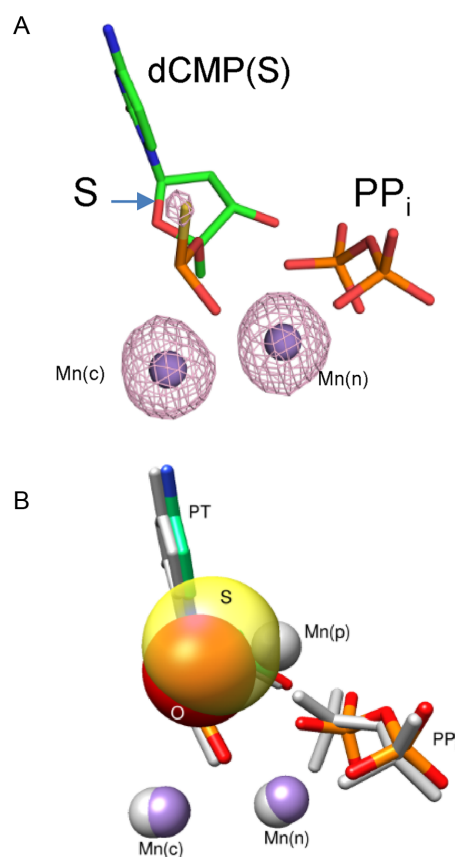 A
dCMP(S)
S
PPi
Mn(c)
Mn(n)
B
PT
S
Mn(p)
O
PP
Mn(c)
Mn(n)